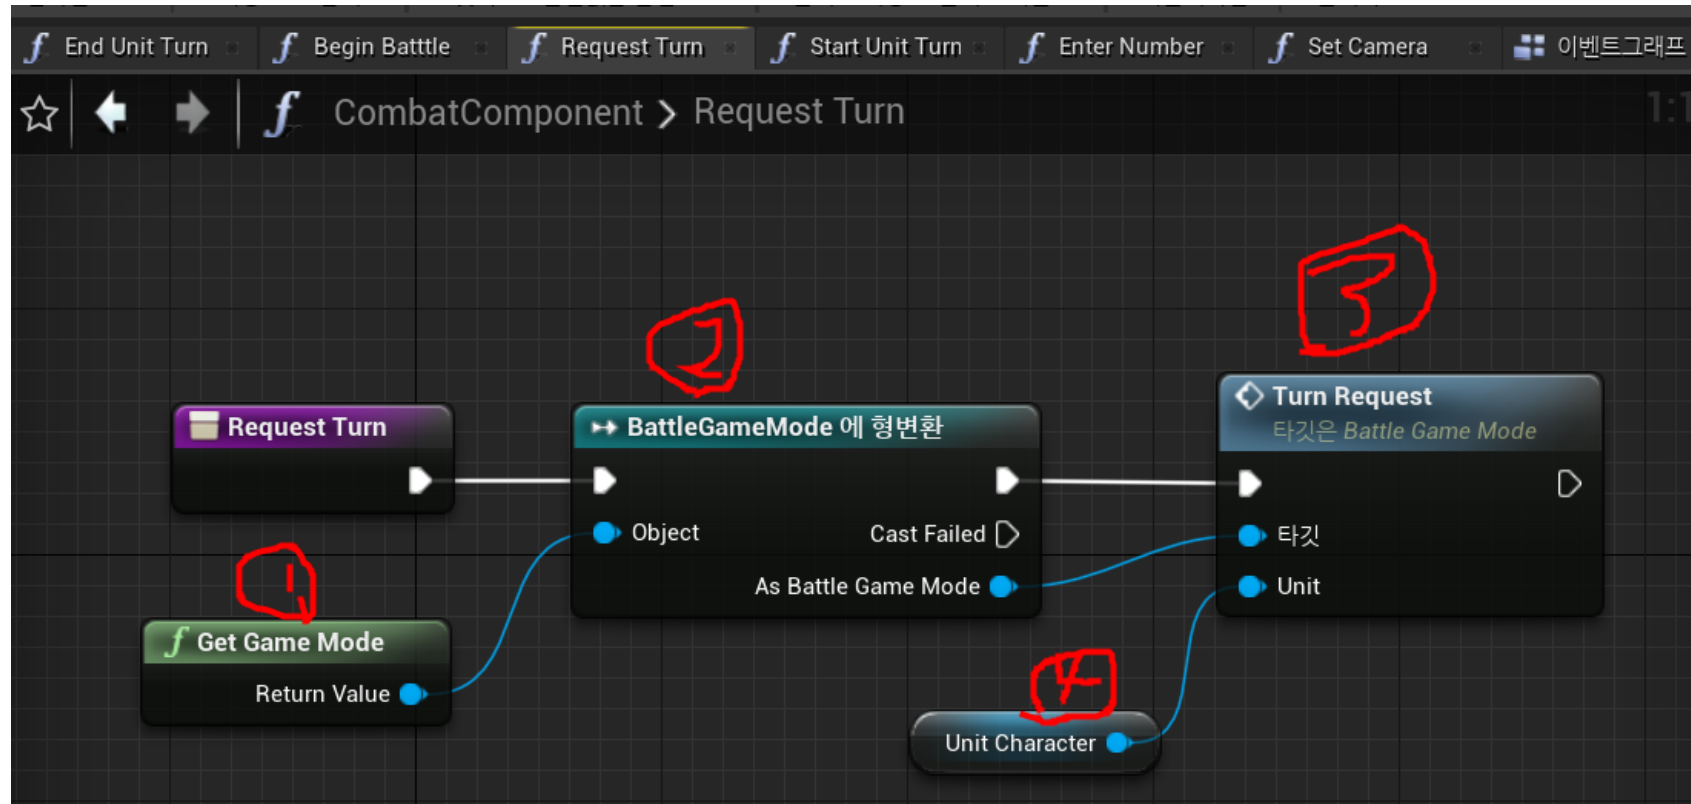 End Unit Turn
Begin Batttle
Request Turn
Start Unit Turn
Enter Number
Set Camera
이벤트그래프
CombatComponent > Request Turn
1:1
2
3
Request Turn
BattleGameMode 에 형변환
Turn Request
타깃은 Battle Game Mode
Object
Cast Failed
타깃
As Battle Game Mode
Unit
1.
Get Game Mode
Return Value
4
Unit Character